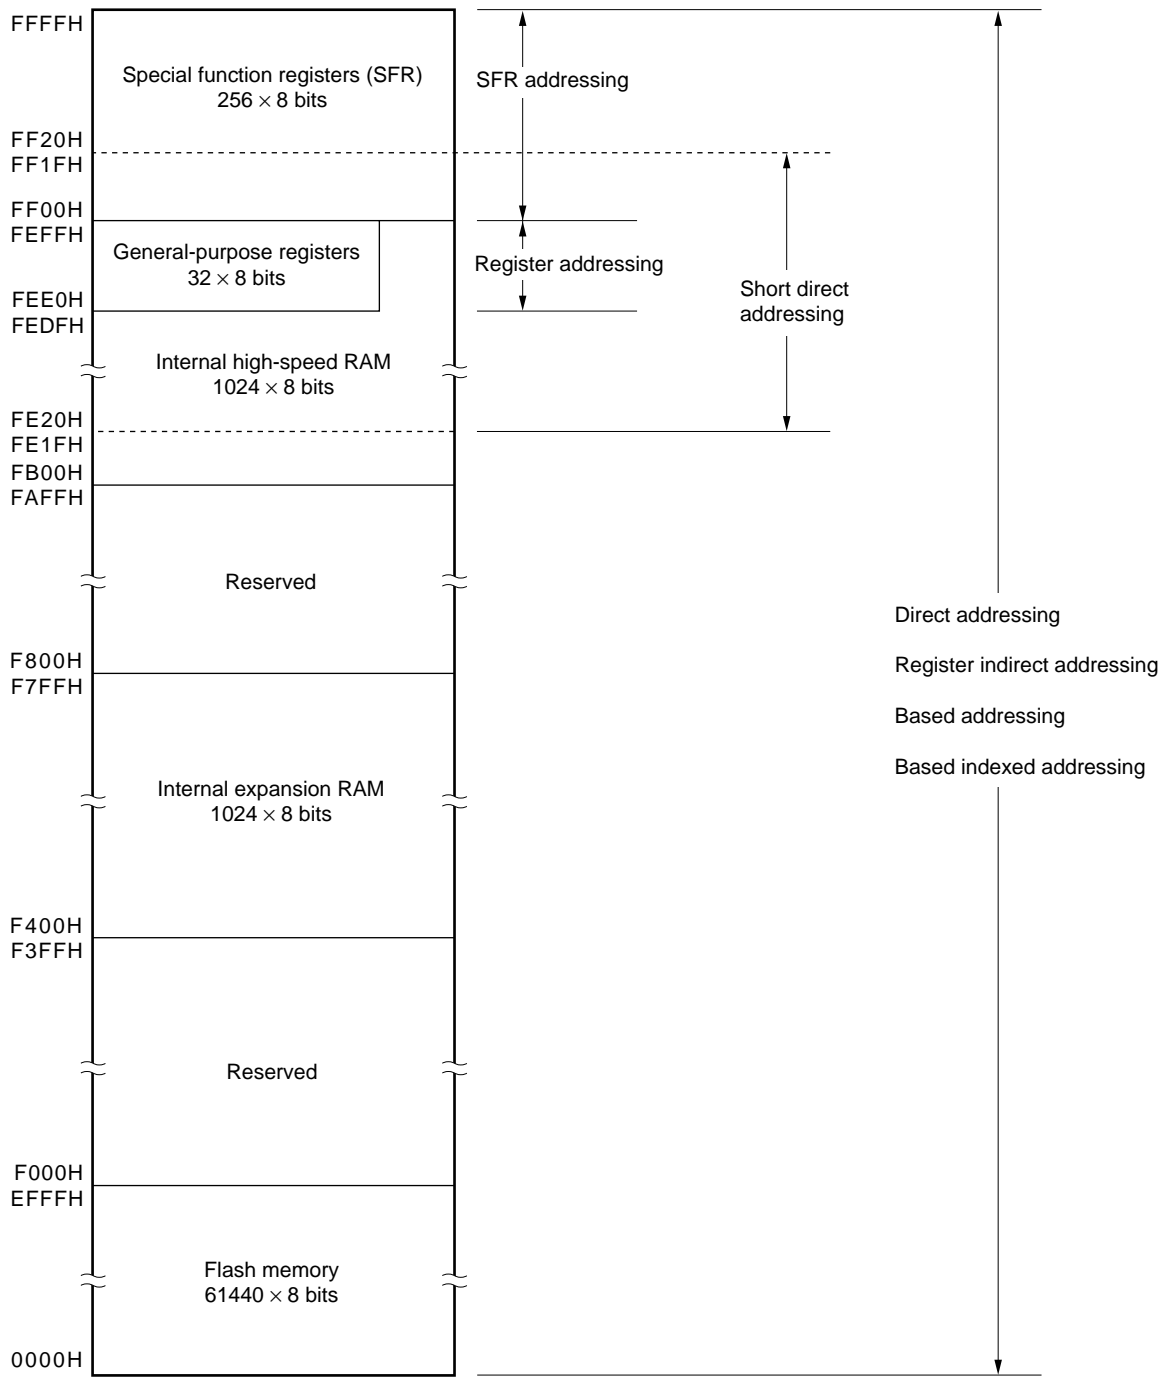 FFFFH
Special function registers (SFR)
256 × 8 bits
SFR addressing
FF20H
FF1FH
FF00H
FEFFH
General-purpose registers
32 × 8 bits
Register addressing
Short direct
addressing
FEE0H
FEDFH
Internal high-speed RAM
1024 × 8 bits
FE20H
FE1FH
FB00H
FAFFH
Reserved
Direct addressing
Register indirect addressing
Based addressing
Based indexed addressing
F800H
F7FFH
Internal expansion RAM
1024 × 8 bits
F400H
F3FFH
Reserved
F000H
EFFFH
Flash memory
61440 × 8 bits
0000H